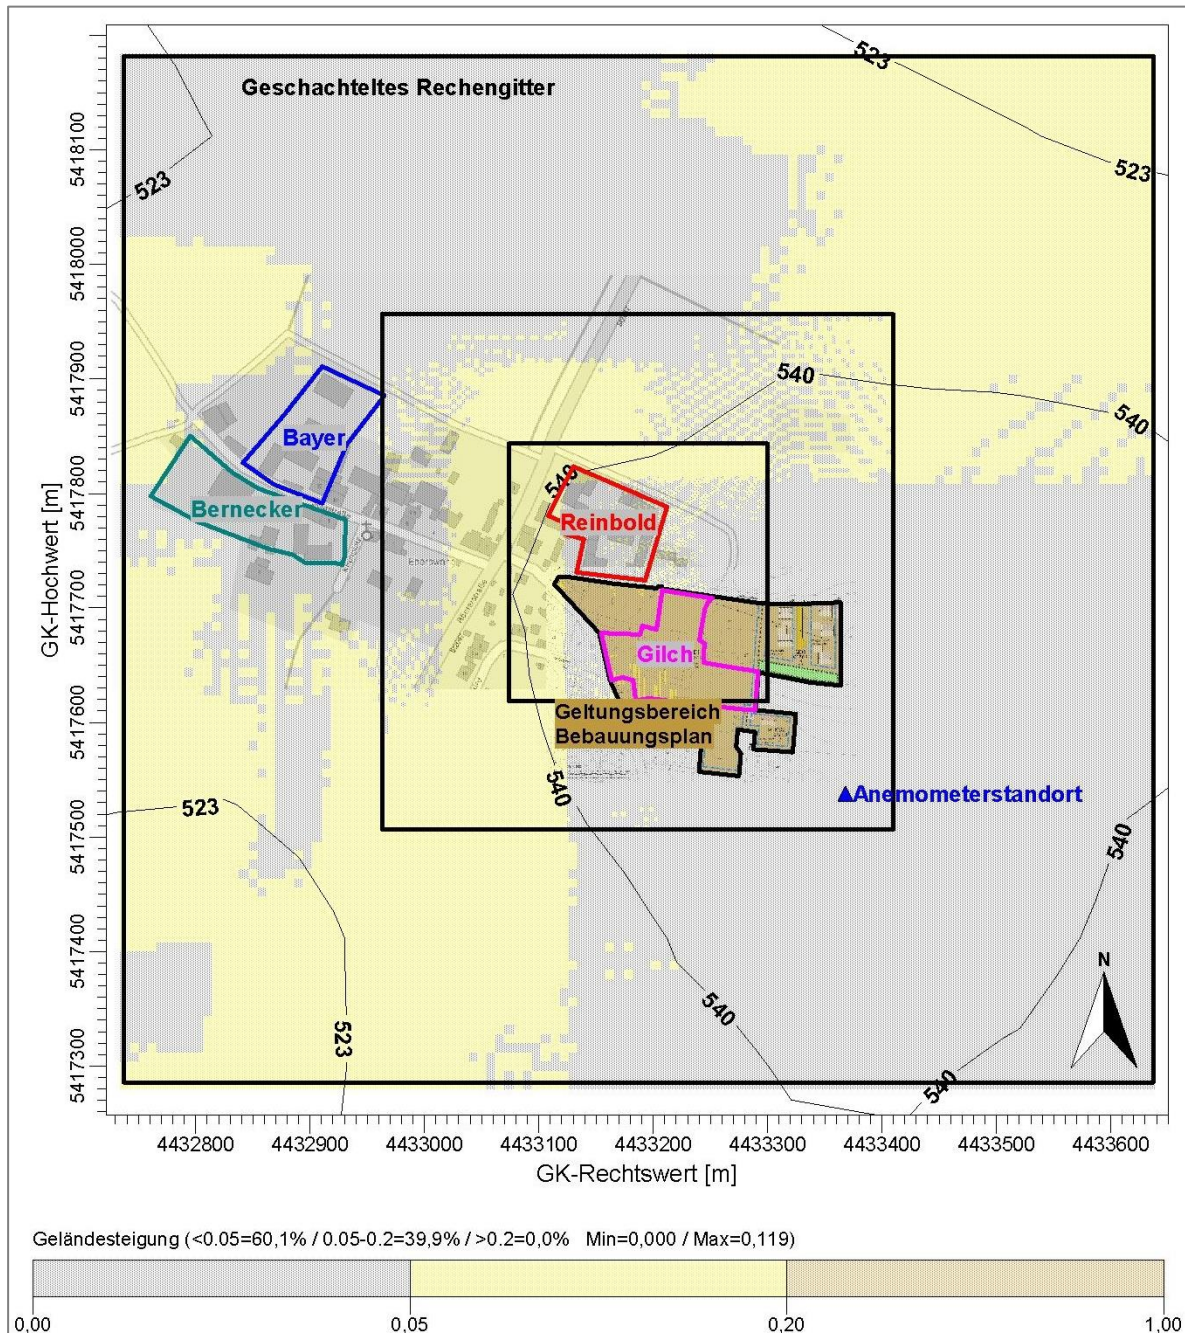 523
Geschachteltes Rechengitter
523
523
540
540
Bayer
540
Bernecker
Reinbold
Gilch
Geltungsbereich
Bebauungsplan
Anemometerstandort
540
523
540
540
523
540
N
GK-Hochwert [m]
5418100
5418000
5417900
5417800
5417700
5417600
5417500
5417400
5417300
4432800 4432900 4433000 4433100 4433200 4433300 4433400 4433500 4433600
GK-Rechtswert [m]
Geländesteigung (<0.05=60,1% / 0.05-0.2=39,9% / >0.2=0,0% Min=0,000 / Max=0,119)
0,00 0,05 0,20 1,00